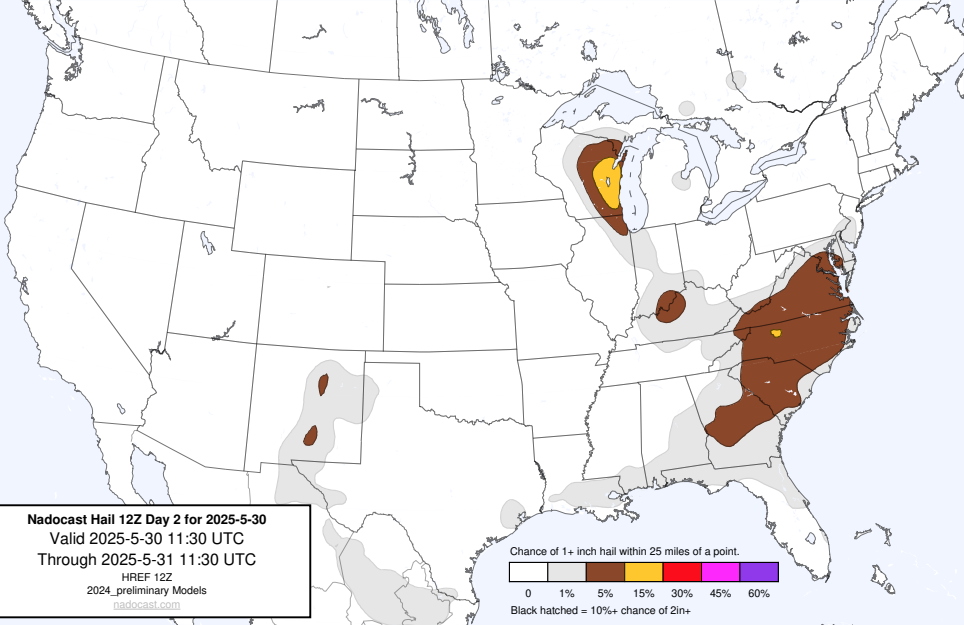 Nadocast Hail 12Z Day 2 for 2025-5-30
Valid 2025-5-30 11:30 UTC
Through 2025-5-31 11:30 UTC
HREF 12Z
2024_preliminary Models
nadocast.com
Chance of 1+ inch hail within 25 miles of a point.
0 1% 5% 15% 30% 45% 60%
Black hatched = 10%+ chance of 2in+